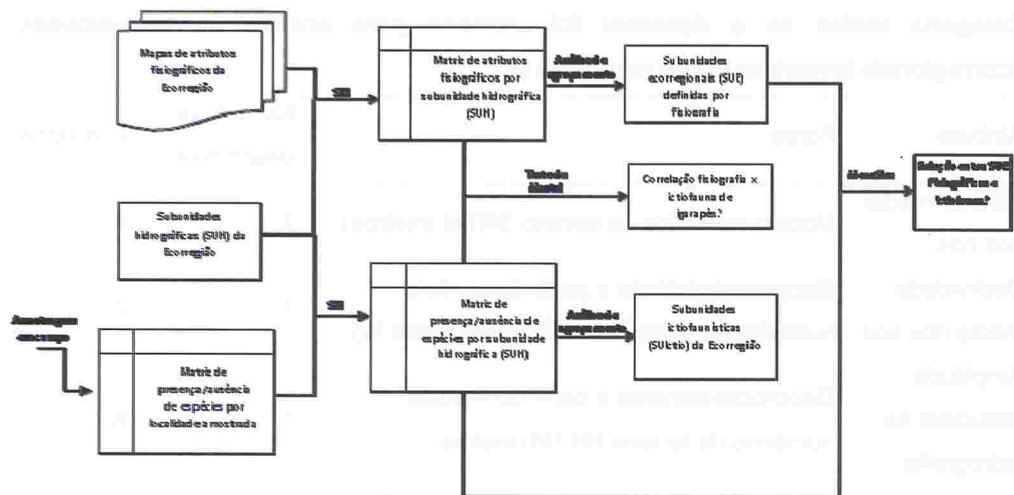 Mapas de atributos
fisiográficos da
Ecorregião
Subunidades
hidrográficas (SUH) da
Ecorregião
Amostragem
em campo
Matriz de
presença/ausência
de espécies por
localidade amostrada
SIG
SIG
Matriz de atributos
fisiográficos por
subunidade hidrográfica
(SUH)
Análise de
agrupamento
Subunidades
ecorregionais (SUE)
definidas por
fisiografia
Teste de
Mantel
Correlação fisiografia ×
ictiofauna de
igarapés?
Matriz de
presença/ausência de
espécies por subunidade
hidrográfica (SUH)
Análise de
agrupamento
Subunidades
ictiofaunísticas
(SUictio) da Ecorregião
Relação entre SUE
fisiográficas e
ictiofauna?